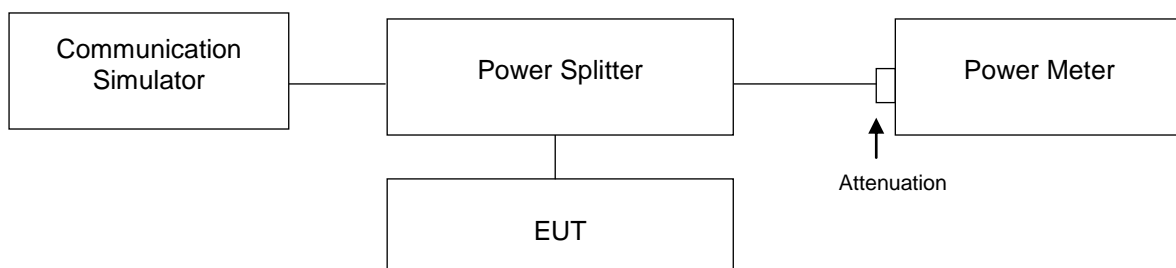 Communication
Simulator
Power Splitter
Power Meter
Attenuation
EUT